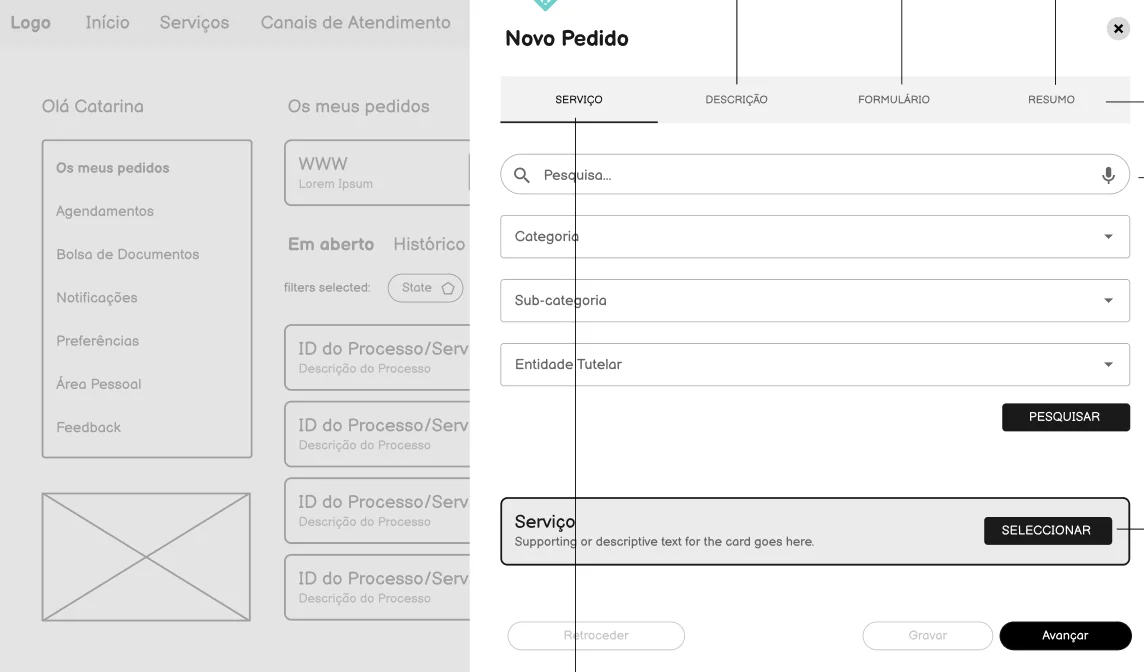 Logo
Início
Serviços
Canais de Atendimento
Olá Catarina
Os meus pedidos
Agendamentos
Bolsa de Documentos
Notificações
Preferências
Área Pessoal
Feedback
Os meus pedidos
WWW
Lorem Ipsum
Em aberto
Histórico
filters selected:
State
ID do Processo/Serv
Descrição do Processo
ID do Processo/Serv
Descrição do Processo
ID do Processo/Serv
Descrição do Processo
ID do Processo/Serv
Descrição do Processo
Novo Pedido
SERVIÇO
DESCRIÇÃO
FORMULÁRIO
RESUMO
Pesquisa...
Categoria
Sub-categoria
Entidade Tutelar
PESQUISAR
Serviço
Supporting or descriptive text for the card goes here.
SELECCIONAR
Retroceder
Gravar
Avançar